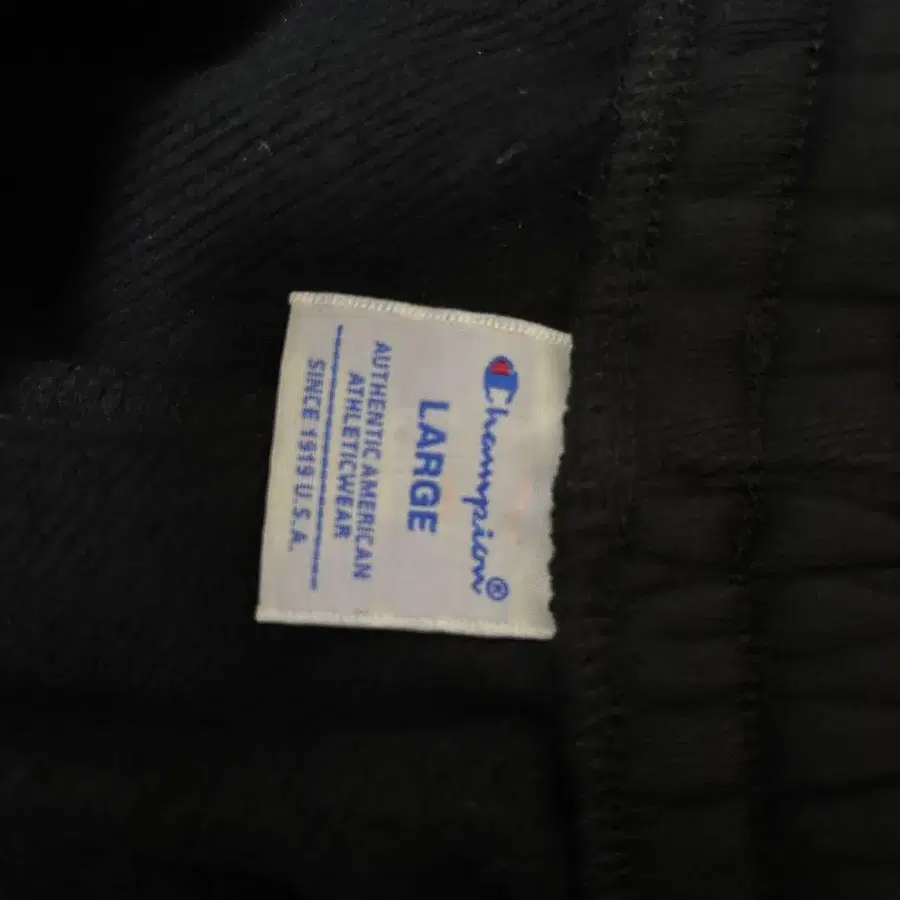 Champion®
LARGE
AUTHENTIC AMERICAN
ATHLETICWEAR
SINCE 1919 U.S.A.